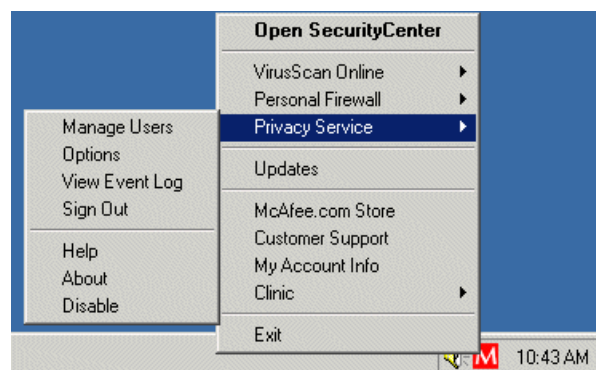 Open SecurityCenter
VirusScan Online
Personal Firewall
Privacy Service
Updates
McAfee.com Store
Customer Support
My Account Info
Clinic
Exit
Manage Users
Options
View Event Log
Sign Out
Help
About
Disable
M
10:43 AM